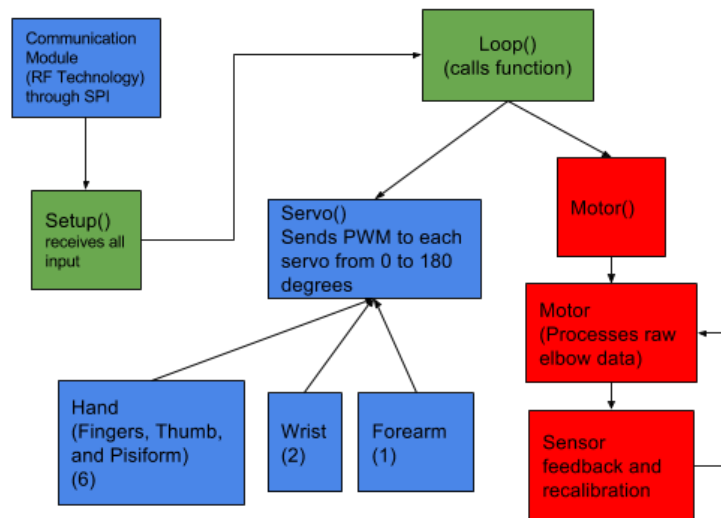 Communication
Module
(RF Technology)
through SPI
Loop()
(calls function)
Setup()
receives all
input
Servo()
Sends PWM to each
servo from 0 to 180
degrees
Motor()
Motor
(Processes raw
elbow data)
Hand
(Fingers, Thumb,
and Pisiform)
(6)
Wrist
(2)
Forearm
(1)
Sensor
feedback and
recalibration